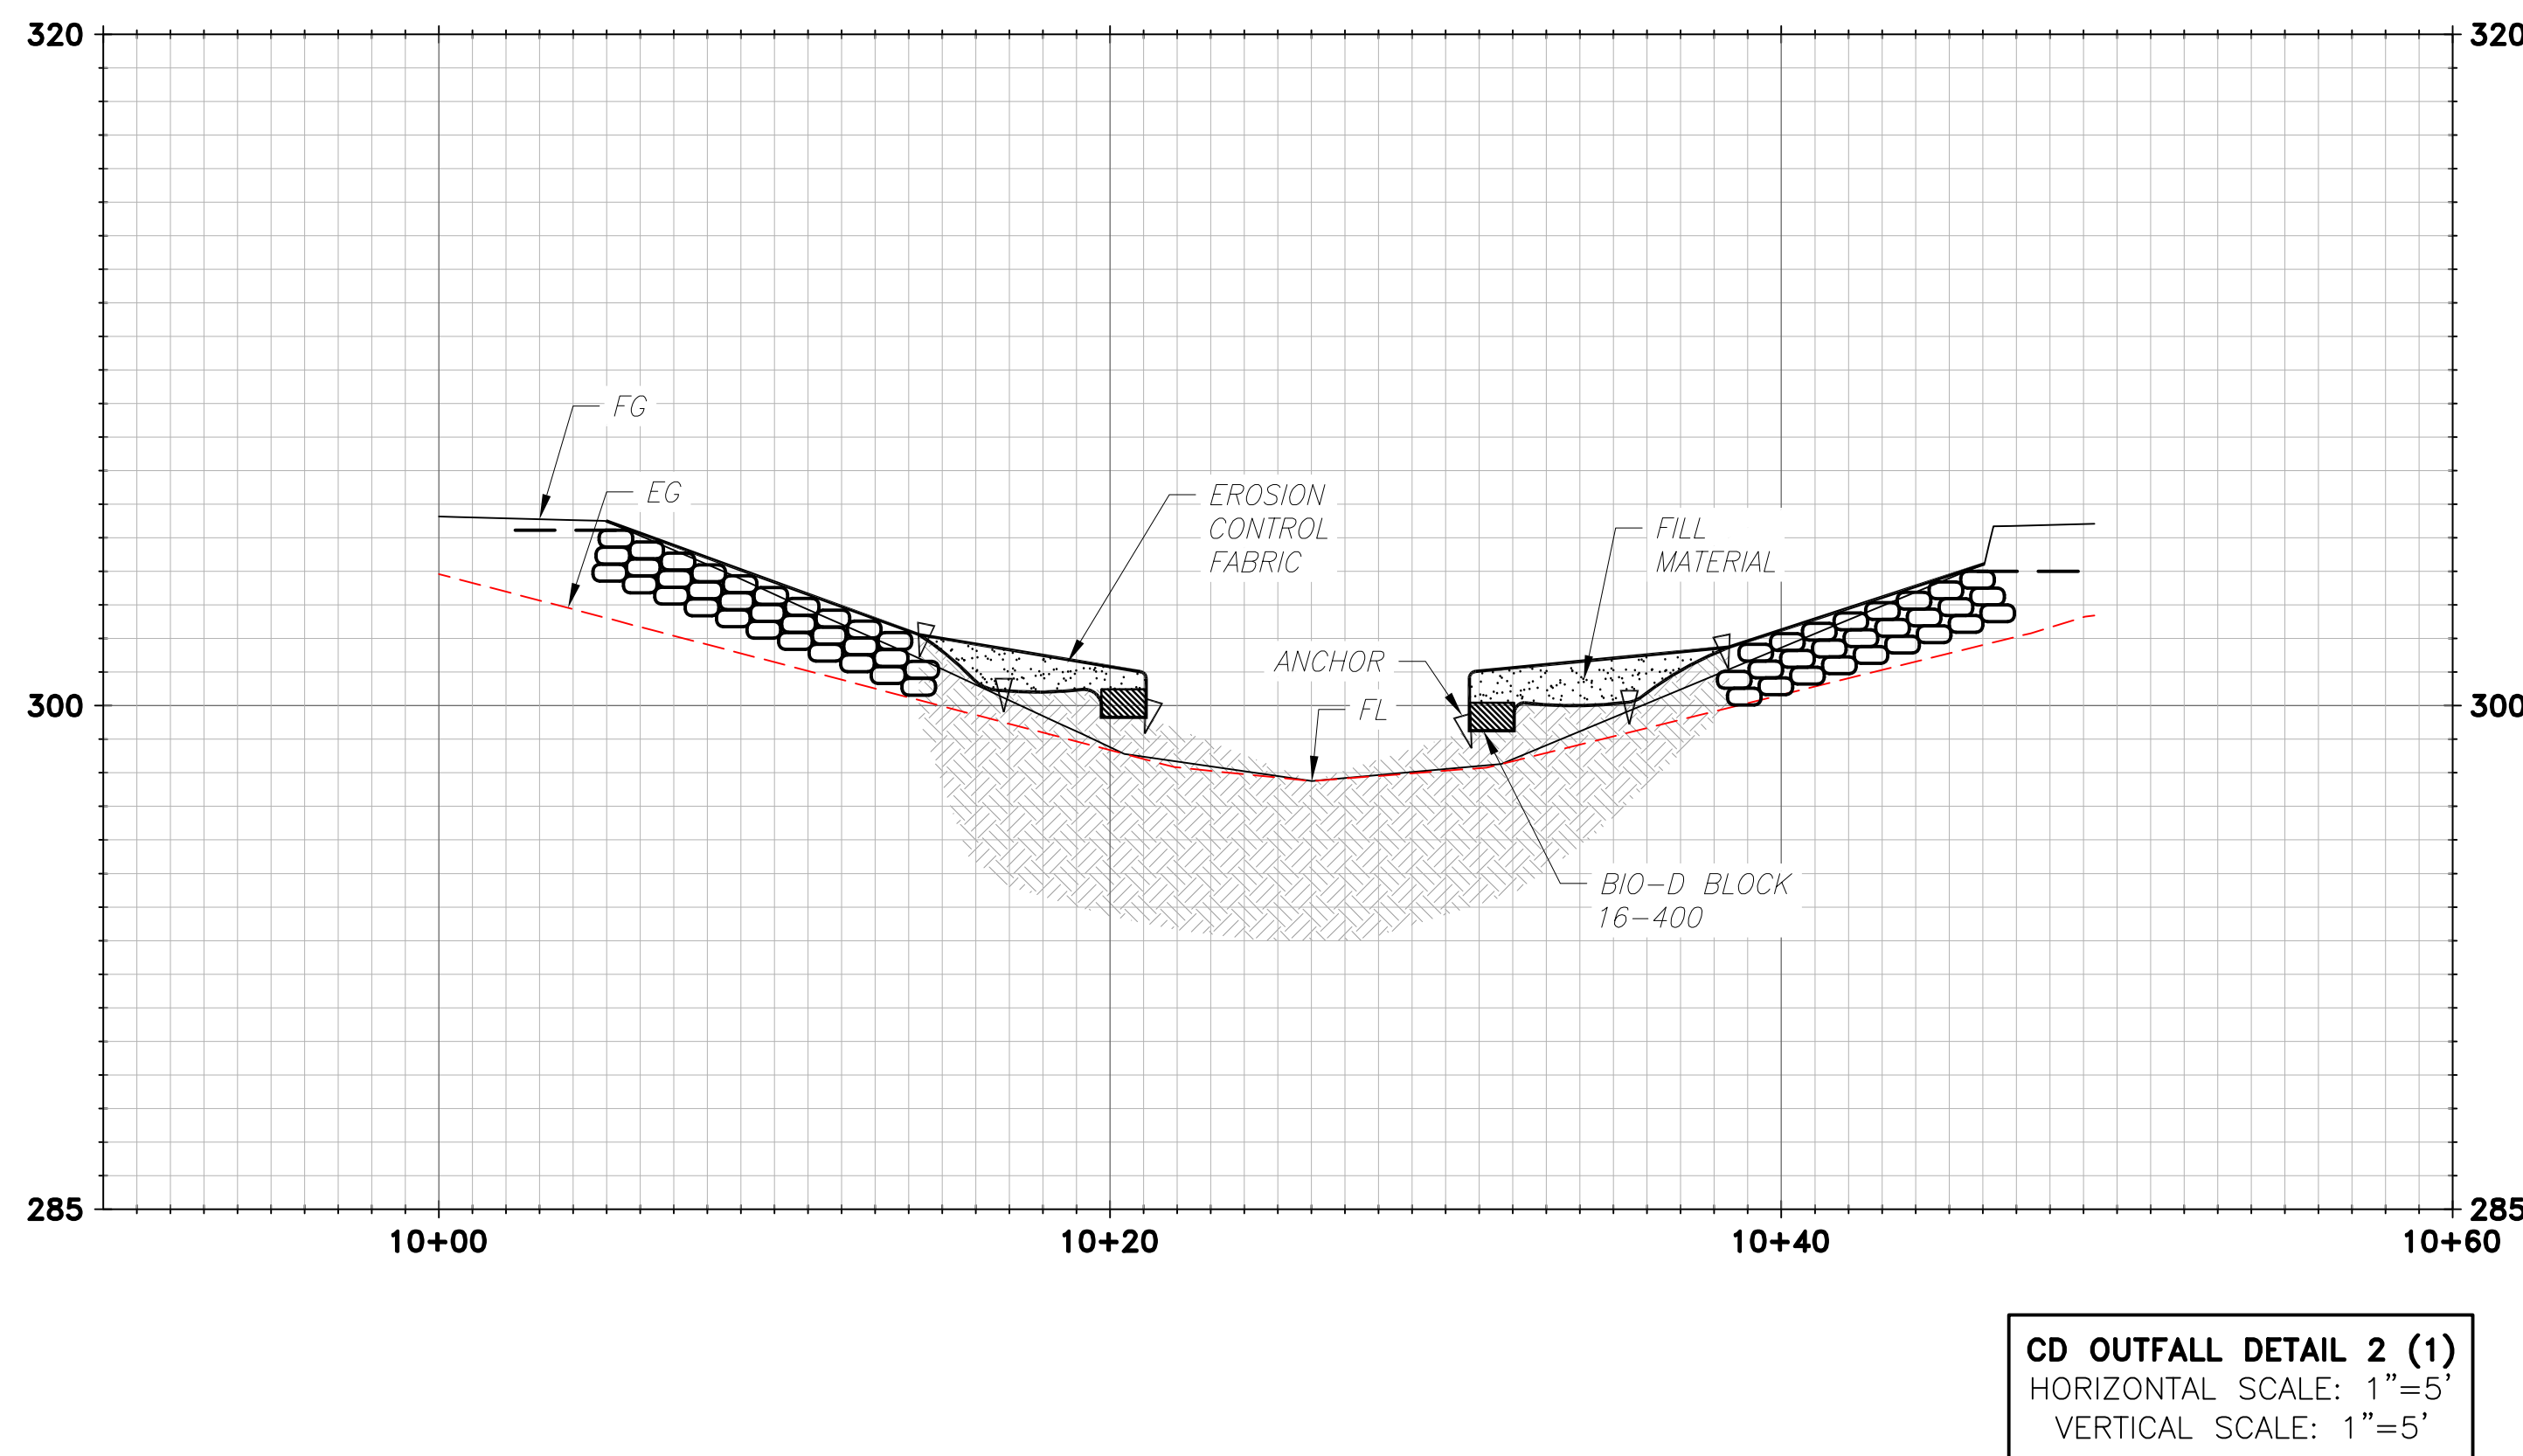 320
320
FG
EG
EROSION
CONTROL
FABRIC
FILL
MATERIAL
ANCHOR
FL
300
300
BIO-D BLOCK
16-400
285
285
10+00
10+20
10+40
10+60
CD OUTFALL DETAIL 2 (1)
HORIZONTAL SCALE: 1"=5'
VERTICAL SCALE: 1"=5'